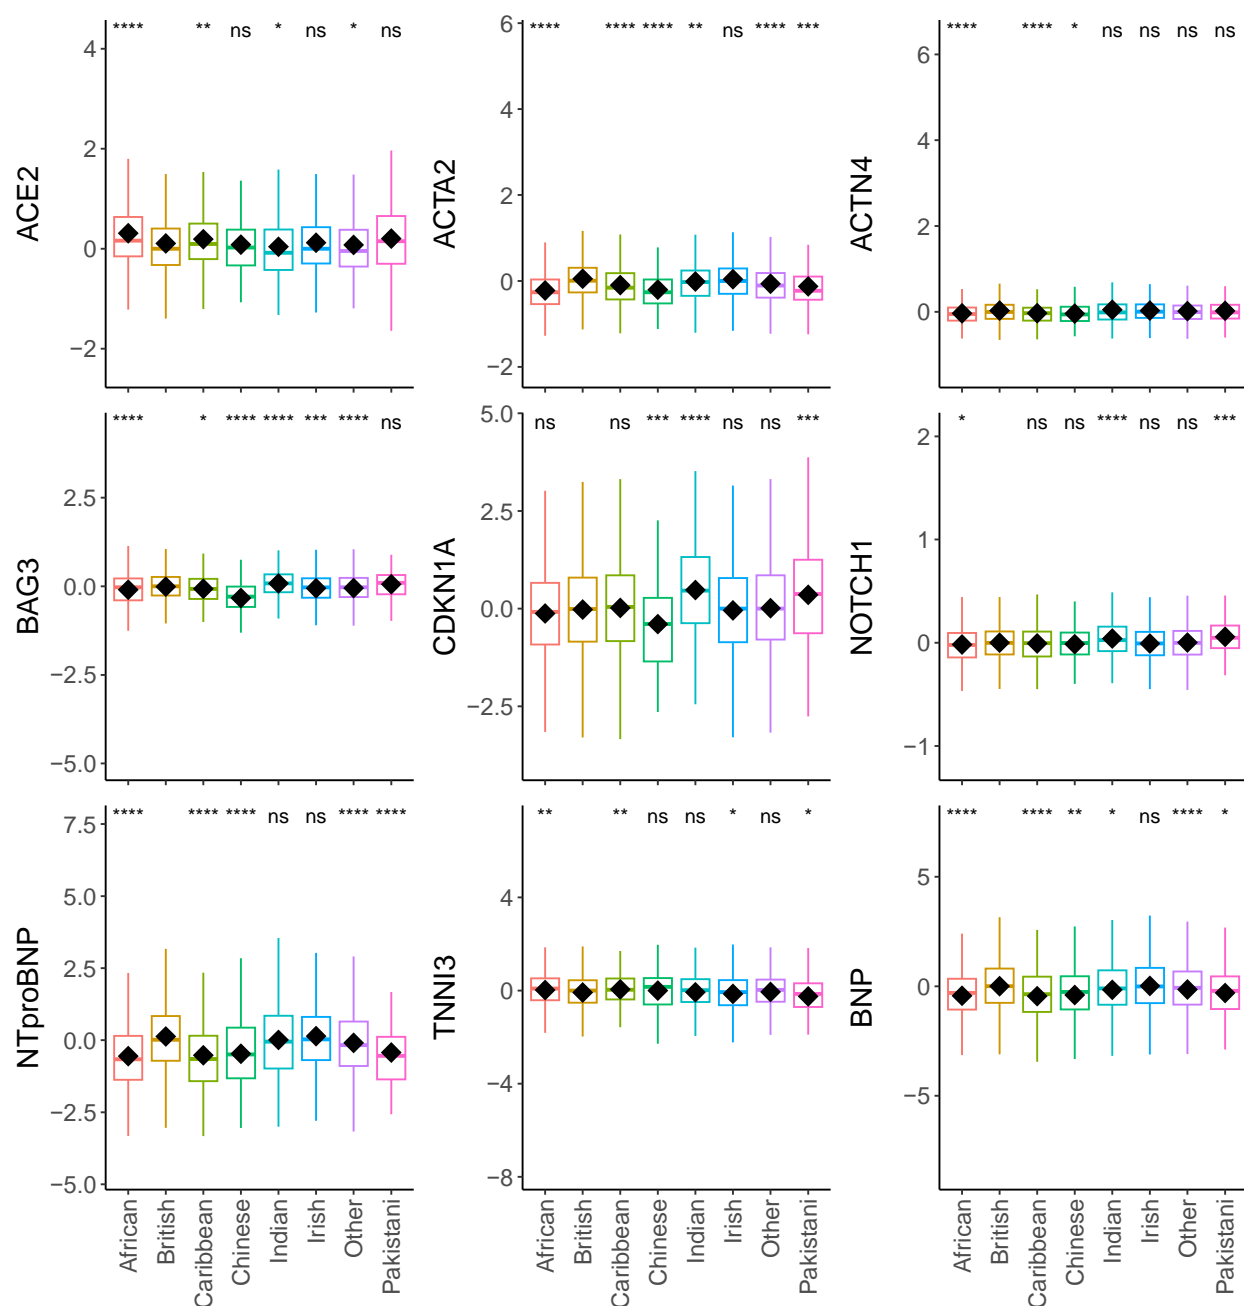 **** ** ns * ns * ns
4
2
0
−2
ACE2
**** **** **** ** ns **** ***
6
4
2
0
−2
ACTA2
**** **** * ns ns ns ns
6
4
2
0
ACTN4
**** * **** **** *** **** ns
2.5
0.0
−2.5
−5.0
BAG3
ns ns *** **** ns ns ***
5.0
2.5
0.0
−2.5
CDKN1A
* ns ns **** ns ns ***
2
1
0
−1
NOTCH1
**** **** **** ns ns **** ****
7.5
5.0
2.5
0.0
−2.5
−5.0
NTproBNP
** ** ns ns * ns *
4
0
−4
−8
TNNI3
**** **** ** * ns **** *
5
0
−5
BNP
African
British
Caribbean
Chinese
Indian
Irish
Other
Pakistani
African
British
Caribbean
Chinese
Indian
Irish
Other
Pakistani
African
British
Caribbean
Chinese
Indian
Irish
Other
Pakistani